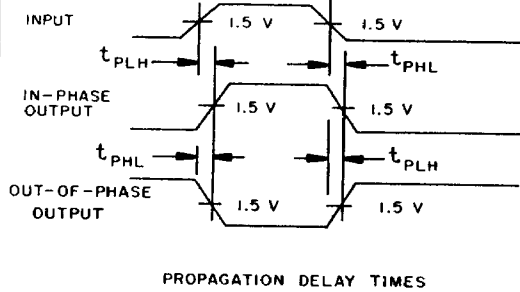 INPUT
1.5 V
1.5 V
tPLH
tPHL
IN-PHASE
OUTPUT
1.5 V
1.5 V
tPHL
tPLH
OUT-OF-PHASE
OUTPUT
1.5 V
1.5 V
PROPAGATION DELAY TIMES